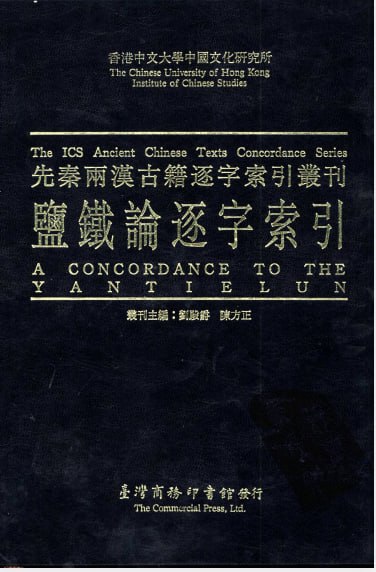 香港中文大學中國文化研究所
The Chinese University of Hong Kong
Institute of Chinese Studies
The ICS Ancient Chinese Texts Concordance Series
先秦兩漢古籍逐字索引叢刊
鹽鐵論逐字索引
A CONCORDANCE TO THE
YANTIELUN
叢刊主編：劉殿爵 陳方正
臺灣商務印書館發行
The Commercial Press, Ltd.